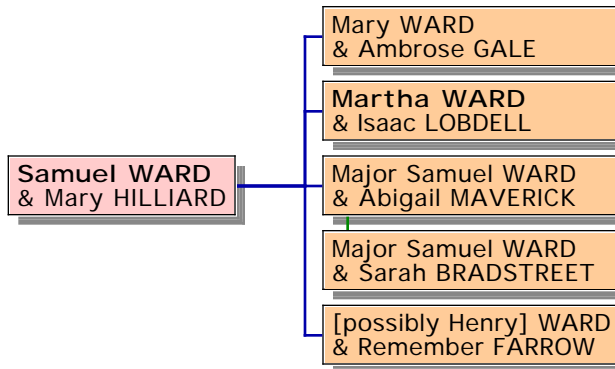 Mary WARD
& Ambrose GALE
Martha WARD
& Isaac LOBDELL
Samuel WARD
& Mary HILLIARD
Major Samuel WARD
& Abigail MAVERICK
Major Samuel WARD
& Sarah BRADSTREET
[possibly Henry] WARD
& Remember FARROW